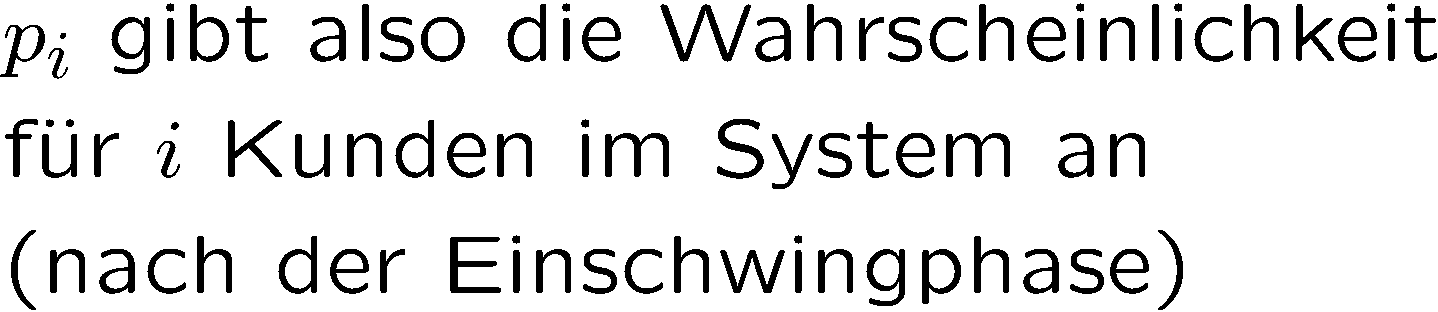 p_i gibt also die Wahrscheinlichkeit
für i Kunden im System an
(nach der Einschwingphase)